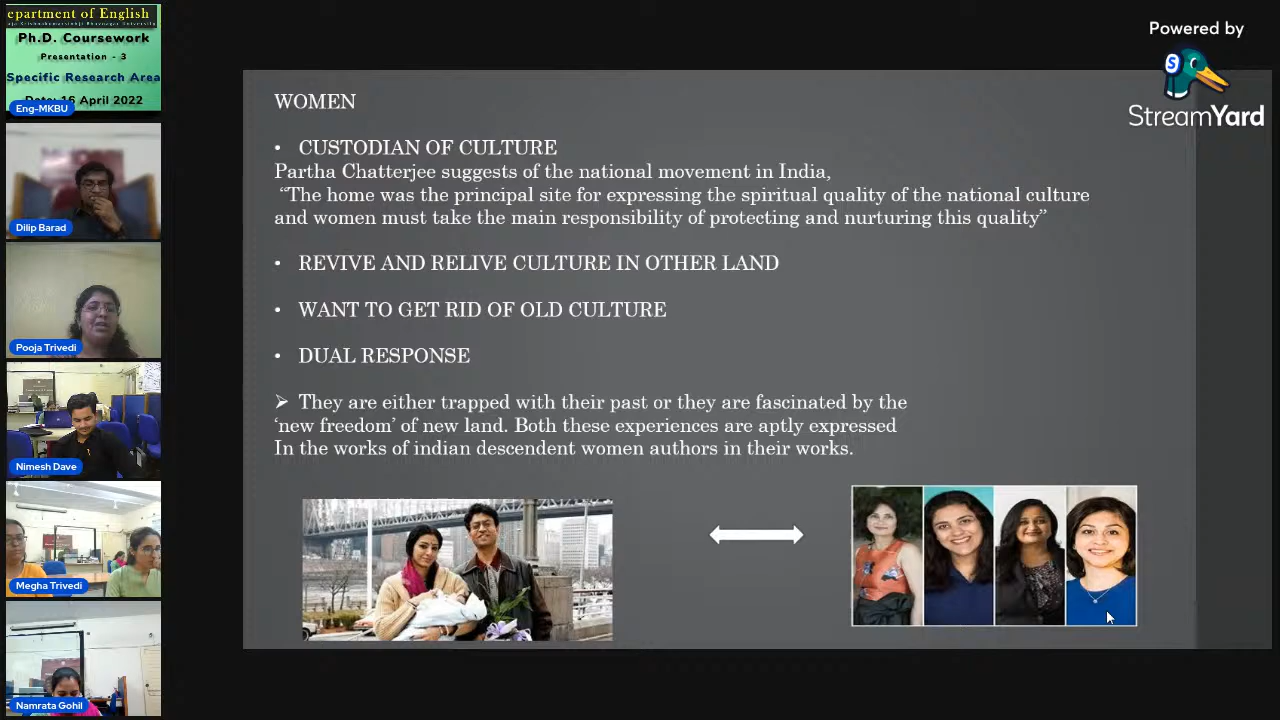 epartment of English
Ph.D. Coursework
Presentation - 3
Specific Research Area
Date: 16 April 2022
Eng-MKBU
Dilip Barad
Pooja Trivedi
Nimesh Dave
Megha Trivedi
Namrata Gohil
Powered by
StreamYard
WOMEN
• CUSTODIAN OF CULTURE
Partha Chatterjee suggests of the national movement in India,
“The home was the principal site for expressing the spiritual quality of the national culture
and women must take the main responsibility of protecting and nurturing this quality”
• REVIVE AND RELIVE CULTURE IN OTHER LAND
• WANT TO GET RID OF OLD CULTURE
• DUAL RESPONSE
➢ They are either trapped with their past or they are fascinated by the
‘new freedom’ of new land. Both these experiences are aptly expressed
In the works of indian descendent women authors in their works.